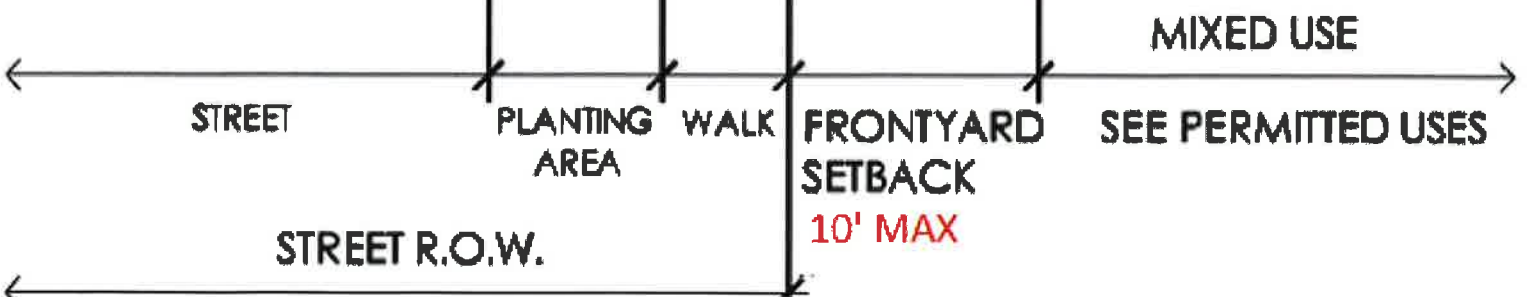 MIXED USE
STREET
PLANTING
AREA
WALK
FRONTYARD
SETBACK
10' MAX
SEE PERMITTED USES
STREET R.O.W.